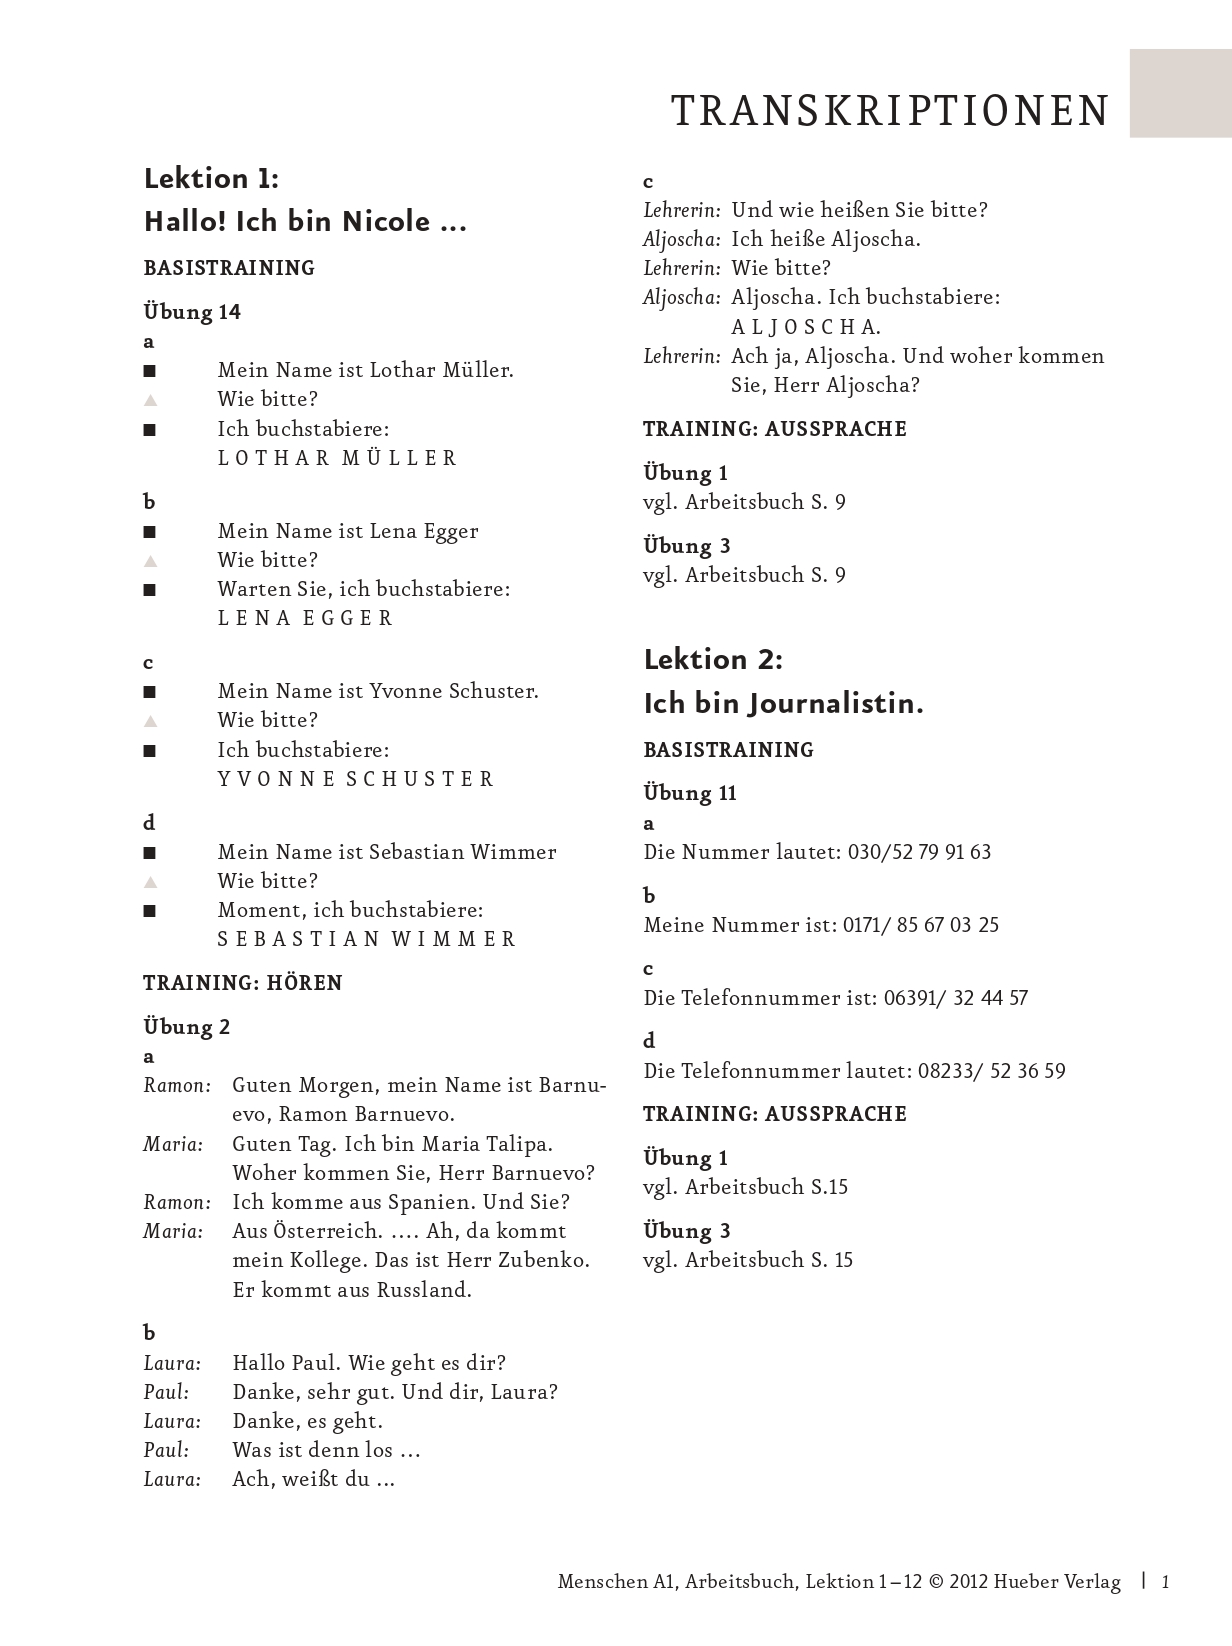 TRANSKRIPTIONEN
Lektion 1:
Hallo! Ich bin Nicole ...
BASISTRAINING
Übung 14
a
■ Mein Name ist Lothar Müller.
▲ Wie bitte?
■ Ich buchstabiere:
L O T H A R M Ü L L E R
b
■ Mein Name ist Lena Egger
▲ Wie bitte?
■ Warten Sie, ich buchstabiere:
L E N A E G G E R
c
■ Mein Name ist Yvonne Schuster.
▲ Wie bitte?
■ Ich buchstabiere:
Y V O N N E S C H U S T E R
d
■ Mein Name ist Sebastian Wimmer
▲ Wie bitte?
■ Moment, ich buchstabiere:
S E B A S T I A N W I M M E R
TRAINING: HÖREN
Übung 2
a
Ramon: Guten Morgen, mein Name ist Barnu-
evo, Ramon Barnuevo.
Maria: Guten Tag. Ich bin Maria Talipa.
Woher kommen Sie, Herr Barnuevo?
Ramon: Ich komme aus Spanien. Und Sie?
Maria: Aus Österreich. .... Ah, da kommt
mein Kollege. Das ist Herr Zubenko.
Er kommt aus Russland.
b
Laura: Hallo Paul. Wie geht es dir?
Paul: Danke, sehr gut. Und dir, Laura?
Laura: Danke, es geht.
Paul: Was ist denn los ...
Laura: Ach, weißt du ...
c
Lehrerin: Und wie heißen Sie bitte?
Aljoscha: Ich heiße Aljoscha.
Lehrerin: Wie bitte?
Aljoscha: Aljoscha. Ich buchstabiere:
A L J O S C H A.
Lehrerin: Ach ja, Aljoscha. Und woher kommen
Sie, Herr Aljoscha?
TRAINING: AUSSPRACHE
Übung 1
vgl. Arbeitsbuch S. 9
Übung 3
vgl. Arbeitsbuch S. 9
Lektion 2:
Ich bin Journalistin.
BASISTRAINING
Übung 11
a
Die Nummer lautet: 030/52 79 91 63
b
Meine Nummer ist: 0171/ 85 67 03 25
c
Die Telefonnummer ist: 06391/ 32 44 57
d
Die Telefonnummer lautet: 08233/ 52 36 59
TRAINING: AUSSPRACHE
Übung 1
vgl. Arbeitsbuch S.15
Übung 3
vgl. Arbeitsbuch S. 15
Menschen A1, Arbeitsbuch, Lektion 1–12 © 2012 Hueber Verlag | 1